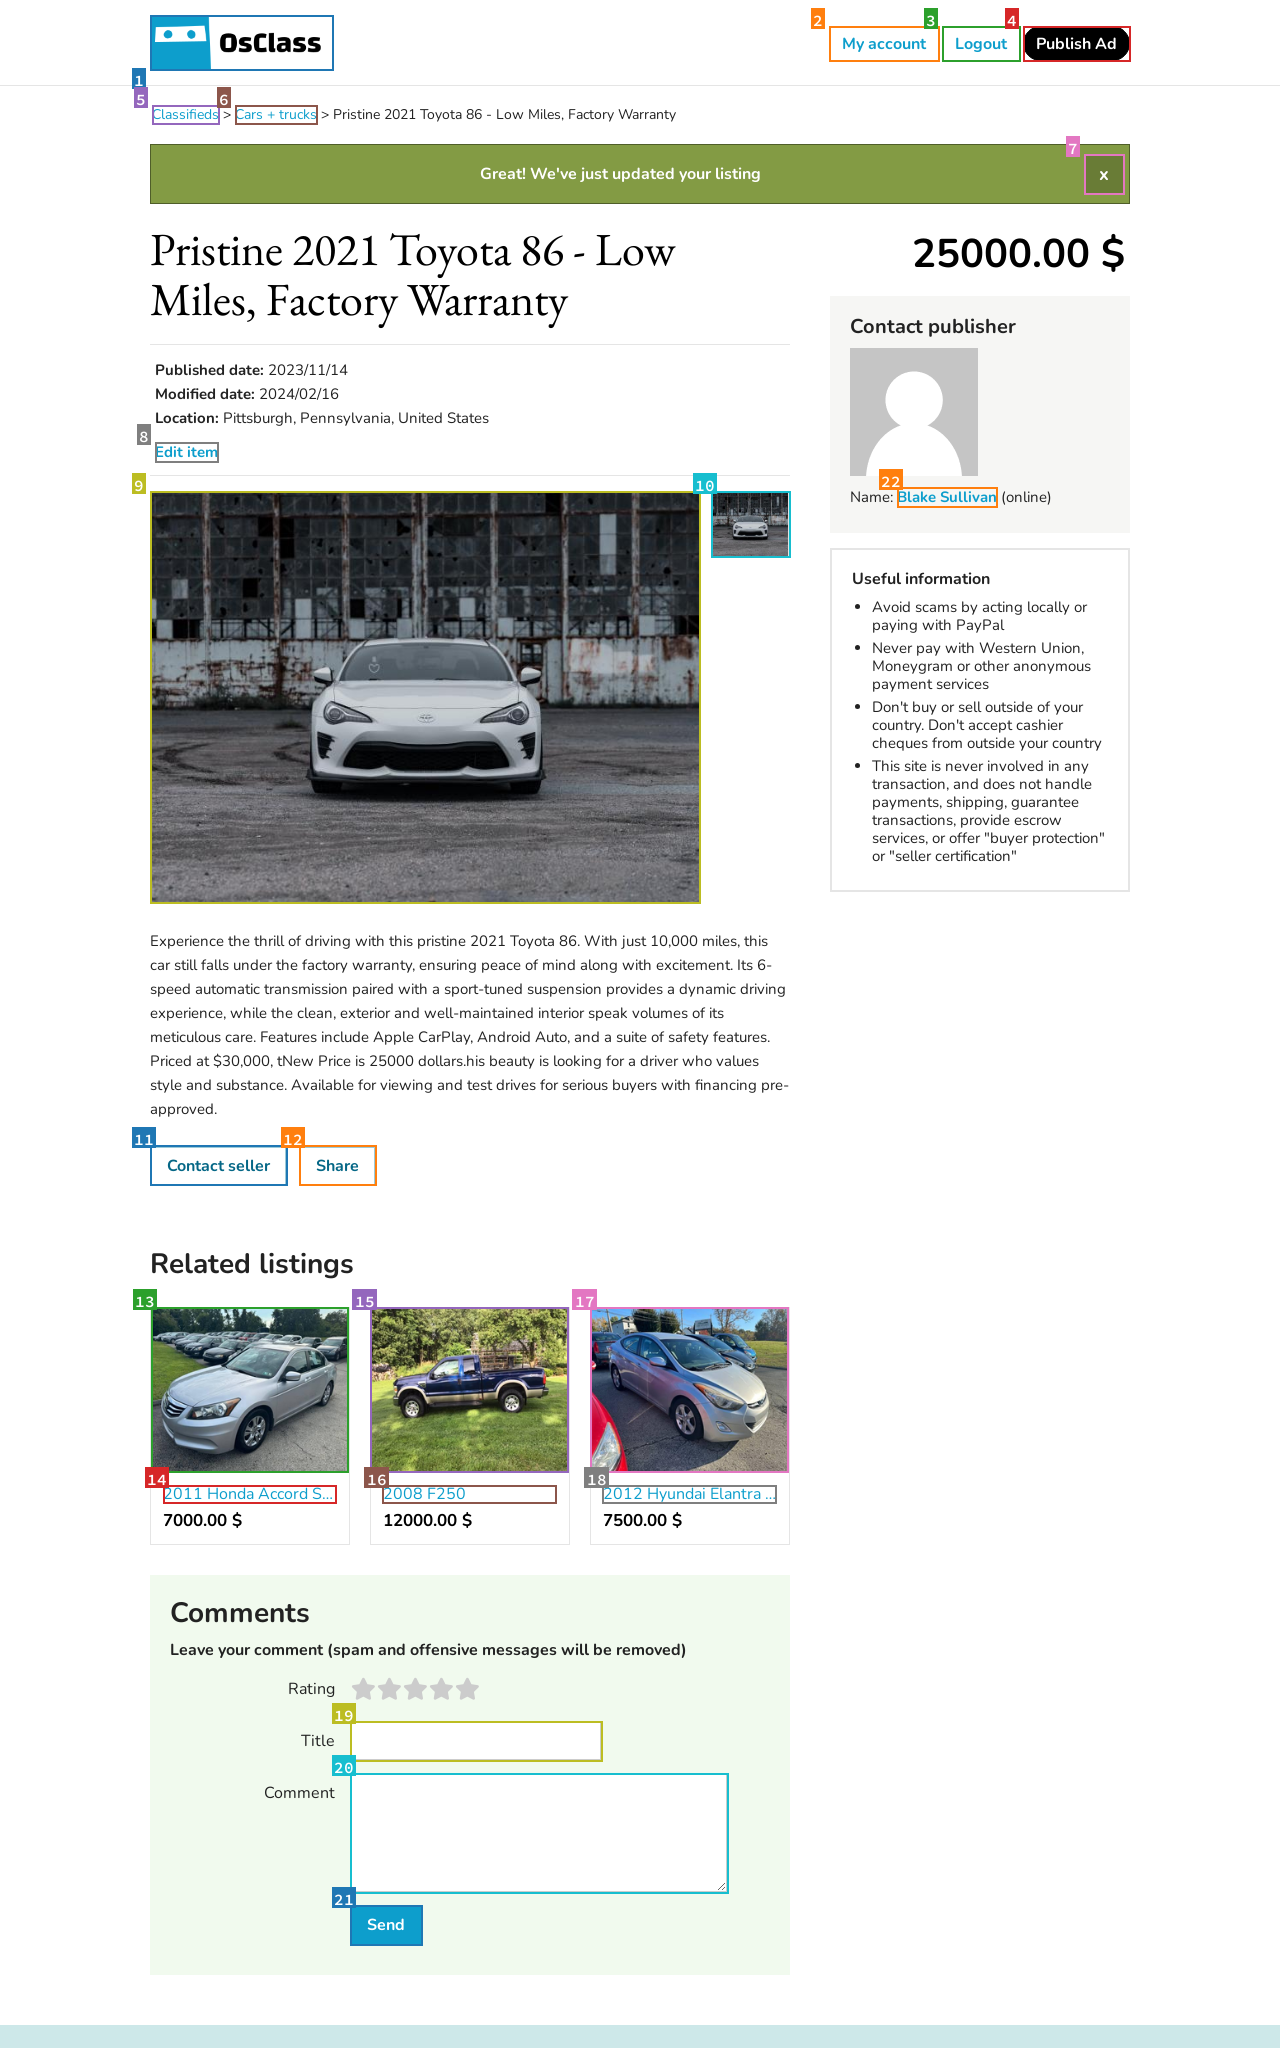 OsClass
2
My account
3
Logout
4
Publish Ad
1
5
Classifieds > 6 Cars + trucks > Pristine 2021 Toyota 86 - Low Miles, Factory Warranty
Great! We've just updated your listing
7
x
Pristine 2021 Toyota 86 - Low
Miles, Factory Warranty
25000.00 $
Published date: 2023/11/14
Modified date: 2024/02/16
Location: Pittsburgh, Pennsylvania, United States
8
Edit item
Contact publisher
22
Name: Blake Sullivan (online)
9
10
Useful information
Avoid scams by acting locally or
paying with PayPal
Never pay with Western Union,
Moneygram or other anonymous
payment services
Don't buy or sell outside of your
country. Don't accept cashier
cheques from outside your country
This site is never involved in any
transaction, and does not handle
payments, shipping, guarantee
transactions, provide escrow
services, or offer "buyer protection"
or "seller certification"
Experience the thrill of driving with this pristine 2021 Toyota 86. With just 10,000 miles, this
car still falls under the factory warranty, ensuring peace of mind along with excitement. Its 6-
speed automatic transmission paired with a sport-tuned suspension provides a dynamic driving
experience, while the clean, exterior and well-maintained interior speak volumes of its
meticulous care. Features include Apple CarPlay, Android Auto, and a suite of safety features.
Priced at $30,000, tNew Price is 25000 dollars.his beauty is looking for a driver who values
style and substance. Available for viewing and test drives for serious buyers with financing pre-
approved.
11
Contact seller
12
Share
Related listings
13
15
17
14
2011 Honda Accord S...
7000.00 $
16
2008 F250
12000.00 $
18
2012 Hyundai Elantra ...
7500.00 $
Comments
Leave your comment (spam and offensive messages will be removed)
Rating
19
Title
20
Comment
21
Send